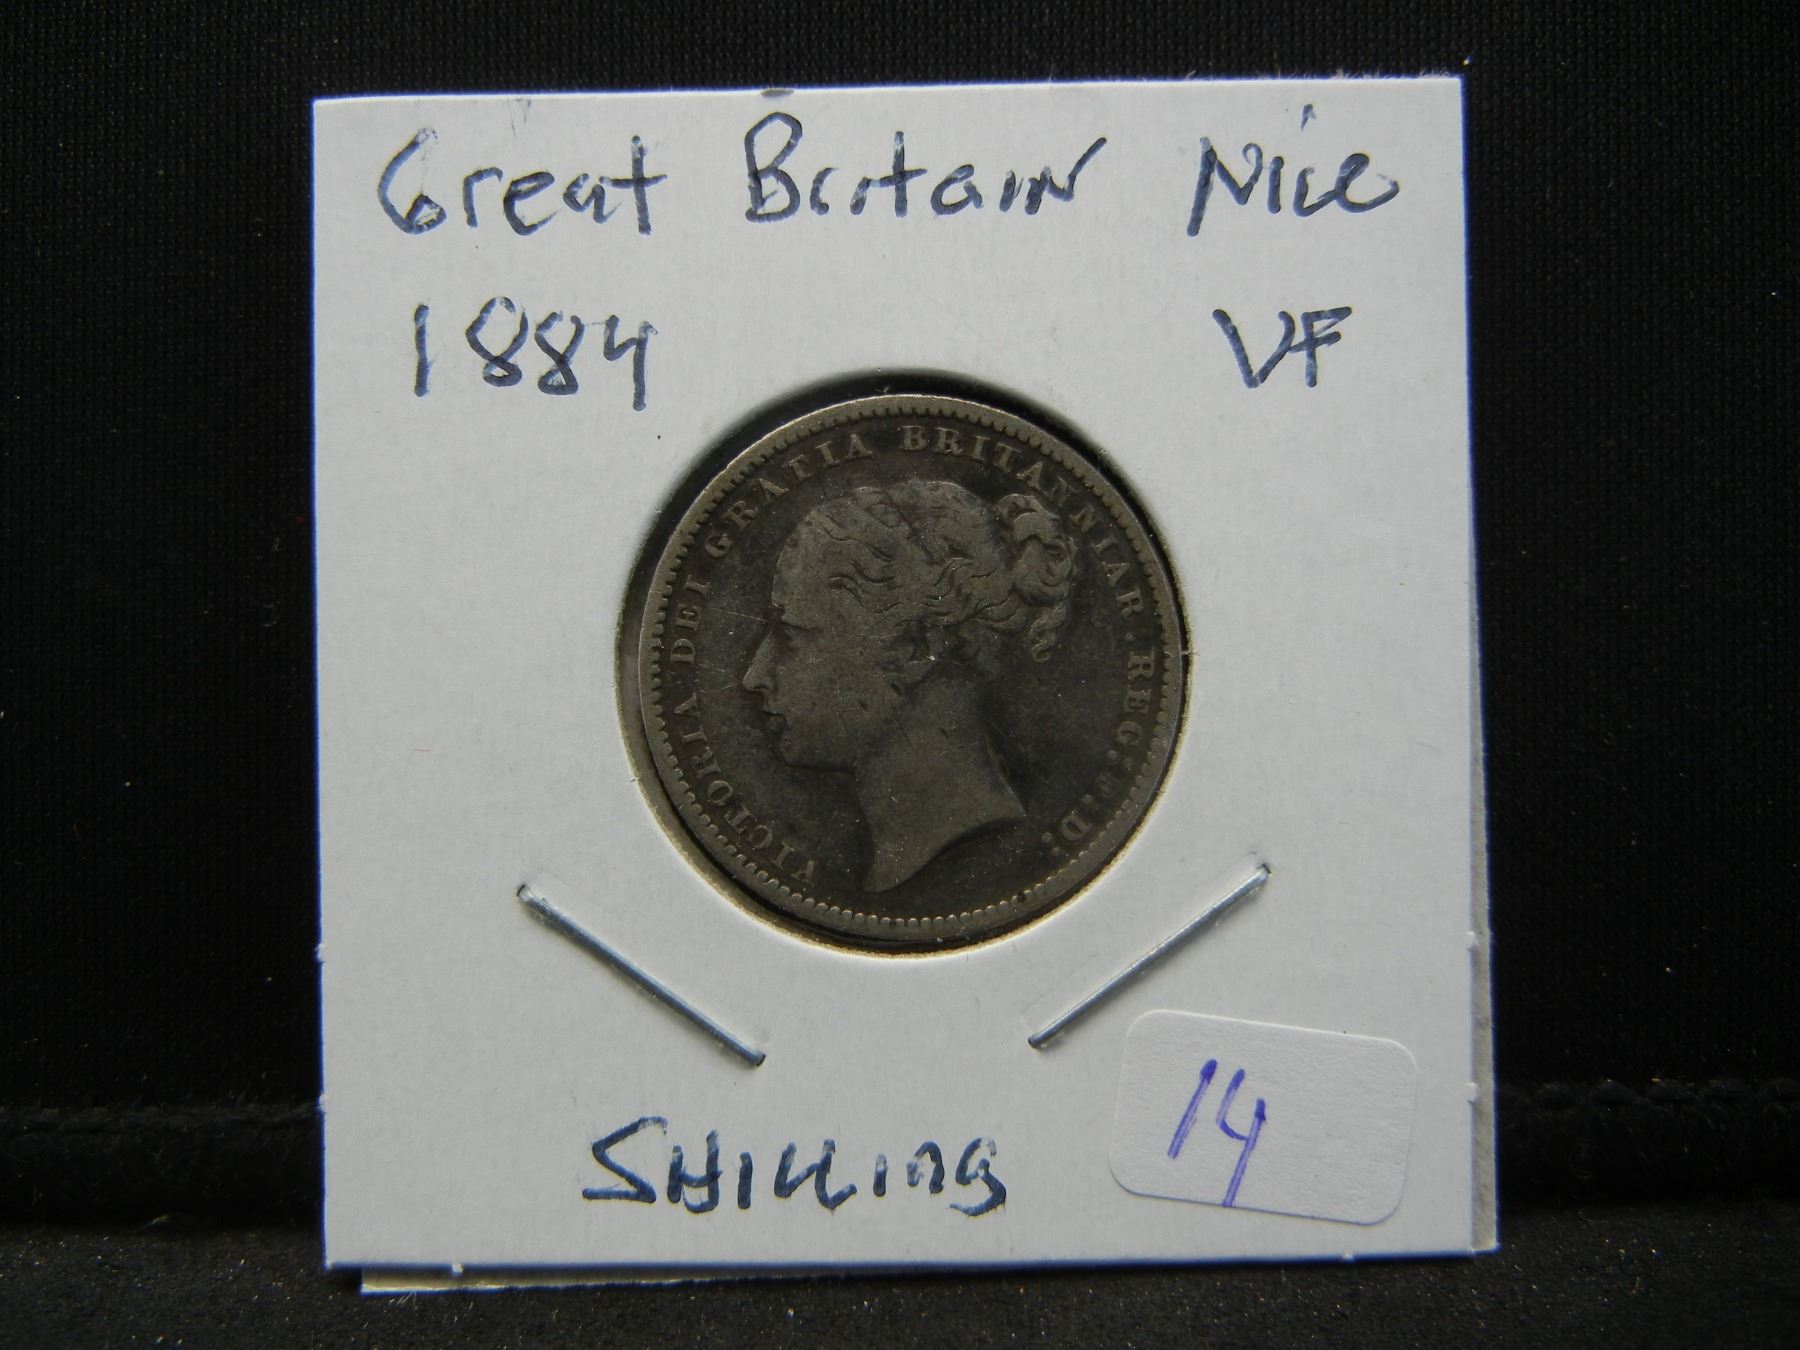 Great Britain Nice
1884 VF
VICTORIA DEI GRATIA BRITANNIAR. REG: F: D:
SHILLING
14